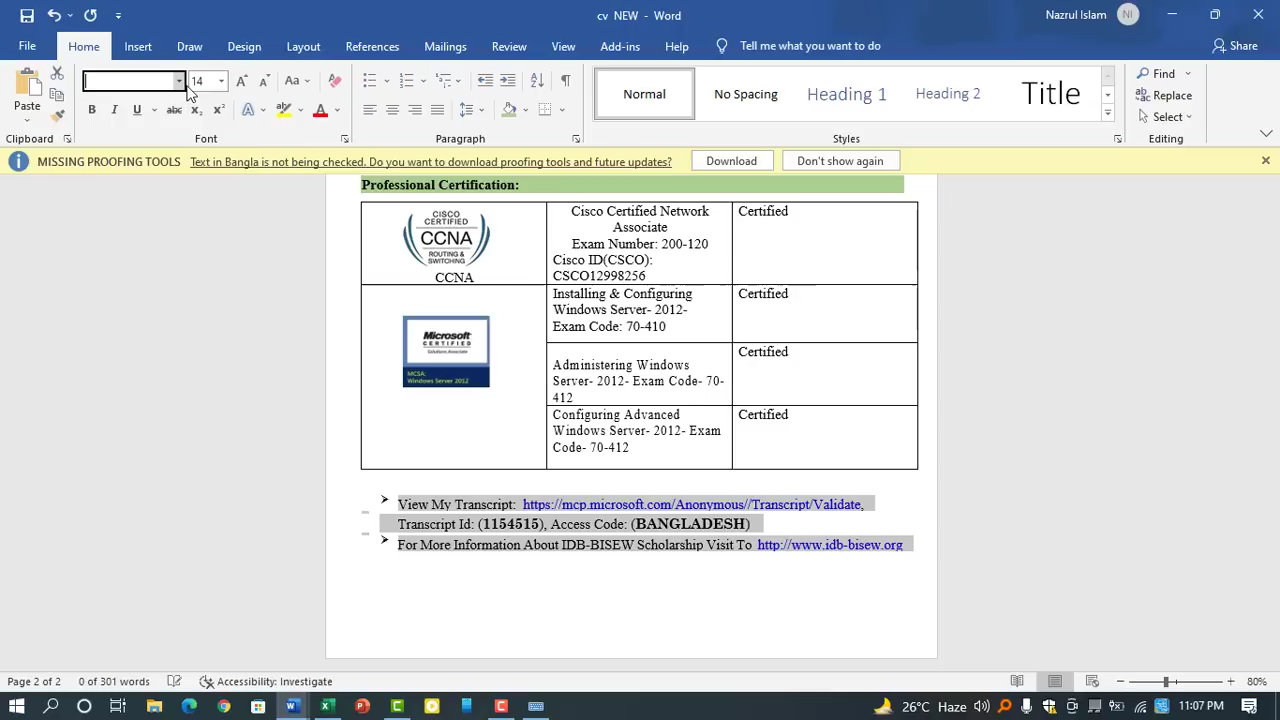 cv NEW - Word
Nazrul Islam
NI
File
Home
Insert
Draw
Design
Layout
References
Mailings
Review
View
Add-ins
Help
Tell me what you want to do
Share
Paste
14
Aa
Normal
No Spacing
Heading 1
Heading 2
Title
Find
Replace
Select
Clipboard
Font
Paragraph
Styles
Editing
MISSING PROOFING TOOLS
Text in Bangla is not being checked. Do you want to download proofing tools and future updates?
Download
Don't show again
Professional Certification:
CISCO
CERTIFIED
CCNA
ROUTING &
SWITCHING
CCNA
Cisco Certified Network
Associate
Exam Number: 200-120
Cisco ID(CSCO):
CSCO12998256
Certified
Microsoft
CERTIFIED
Solutions Associate
MCSA:
Windows Server 2012
Installing & Configuring
Windows Server- 2012-
Exam Code: 70-410
Certified
Administering Windows
Server- 2012- Exam Code- 70-
412
Certified
Configuring Advanced
Windows Server- 2012- Exam
Code- 70-412
Certified
View My Transcript: https://mcp.microsoft.com/Anonymous//Transcript/Validate,
Transcript Id: (1154515), Access Code: (BANGLADESH)
For More Information About IDB-BISEW Scholarship Visit To http://www.idb-bisew.org
Page 2 of 2
0 of 301 words
Accessibility: Investigate
80%
26°C Haze
11:07 PM